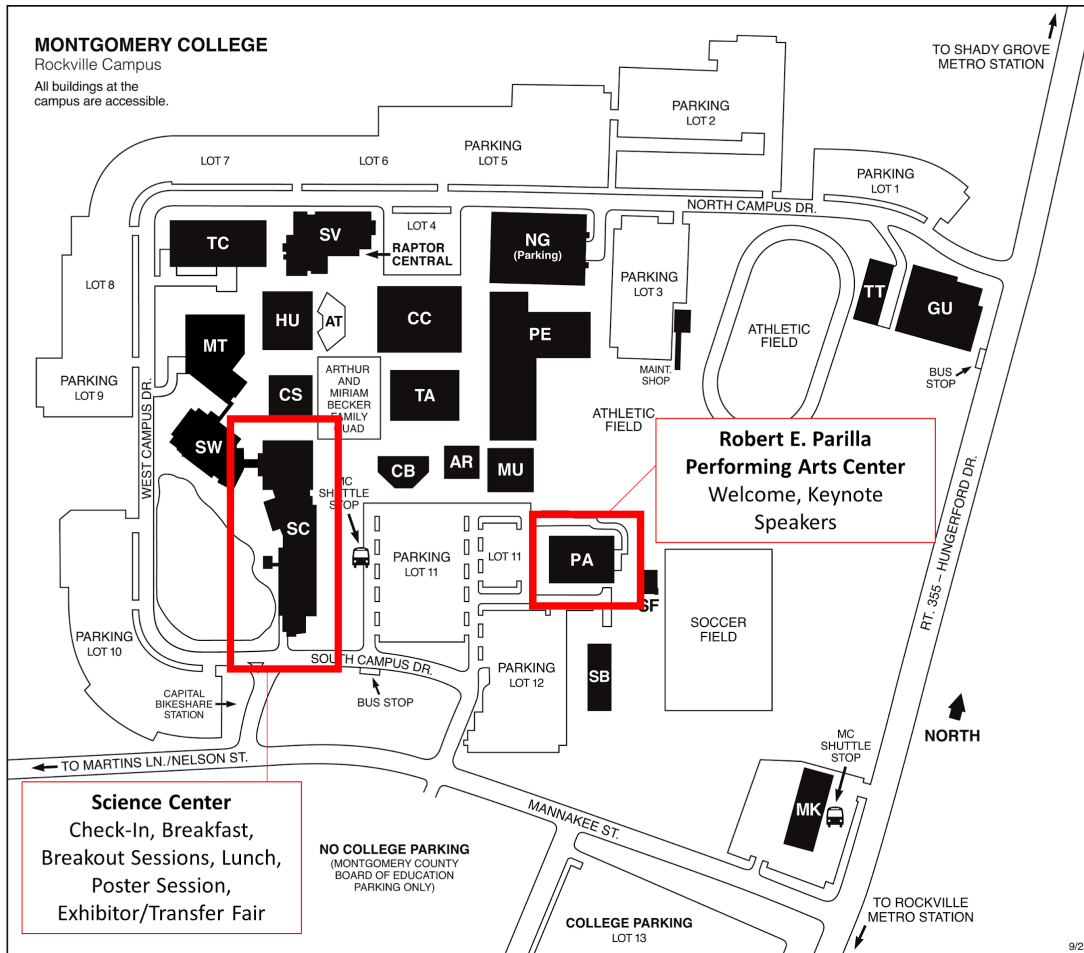 MONTGOMERY COLLEGE
Rockville Campus
All buildings at the
campus are accessible.
TO SHADY GROVE
METRO STATION
PARKING
LOT 2
PARKING
LOT 5
LOT 7
LOT 6
PARKING
LOT 1
NORTH CAMPUS DR.
TC
SV
LOT 4
RAPTOR
CENTRAL
NG
(Parking)
PARKING
LOT 3
LOT 8
HU
AT
CC
PE
TT
GU
MT
ATHLETIC
FIELD
MAINT.
SHOP
BUS
STOP
PARKING
LOT 9
CS
ARTHUR
AND
MIRIAM
BECKER
FAMILY
QUAD
TA
ATHLETIC
FIELD
WEST CAMPUS DR.
SW
CB
AR
MU
MC
SHUTTLE
STOP
Robert E. Parilla
Performing Arts Center
Welcome, Keynote
Speakers
RT. 355 – HUNGERFORD DR.
SC
PARKING
LOT 11
LOT 11
PA
SF
SOCCER
FIELD
PARKING
LOT 10
SOUTH CAMPUS DR.
PARKING
LOT 12
SB
CAPITAL
BIKESHARE
STATION
BUS STOP
NORTH
MC
SHUTTLE
STOP
TO MARTINS LN./NELSON ST.
MK
MANNAKEE ST.
Science Center
Check-In, Breakfast,
Breakout Sessions, Lunch,
Poster Session,
Exhibitor/Transfer Fair
NO COLLEGE PARKING
(MONTGOMERY COUNTY
BOARD OF EDUCATION
PARKING ONLY)
COLLEGE PARKING
LOT 13
TO ROCKVILLE
METRO STATION
9/2